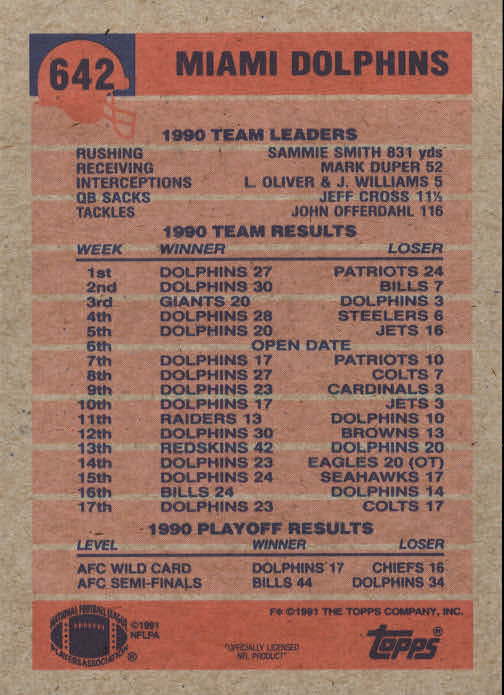 642 MIAMI DOLPHINS
1990 TEAM LEADERS
RUSHING SAMMIE SMITH 831 yds
RECEIVING MARK DUPER 52
INTERCEPTIONS L. OLIVER & J. WILLIAMS 5
QB SACKS JEFF CROSS 11½
TACKLES JOHN OFFERDAHL 116
1990 TEAM RESULTS
WEEK WINNER LOSER
1st DOLPHINS 27 PATRIOTS 24
2nd DOLPHINS 30 BILLS 7
3rd GIANTS 20 DOLPHINS 3
4th DOLPHINS 28 STEELERS 6
5th DOLPHINS 20 JETS 16
6th OPEN DATE
7th DOLPHINS 17 PATRIOTS 10
8th DOLPHINS 27 COLTS 7
9th DOLPHINS 23 CARDINALS 3
10th DOLPHINS 17 JETS 3
11th RAIDERS 13 DOLPHINS 10
12th DOLPHINS 30 BROWNS 13
13th REDSKINS 42 DOLPHINS 20
14th DOLPHINS 23 EAGLES 20 (OT)
15th DOLPHINS 24 SEAHAWKS 17
16th BILLS 24 DOLPHINS 14
17th DOLPHINS 23 COLTS 17
1990 PLAYOFF RESULTS
LEVEL WINNER LOSER
AFC WILD CARD DOLPHINS 17 CHIEFS 16
AFC SEMI-FINALS BILLS 44 DOLPHINS 34
NATIONAL FOOTBALL LEAGUE
PLAYERS ASSOCIATION ®
©1991
NFLPA
F* ©1991 THE TOPPS COMPANY, INC.
"OFFICIALLY LICENSED
NFL PRODUCT"
topps®